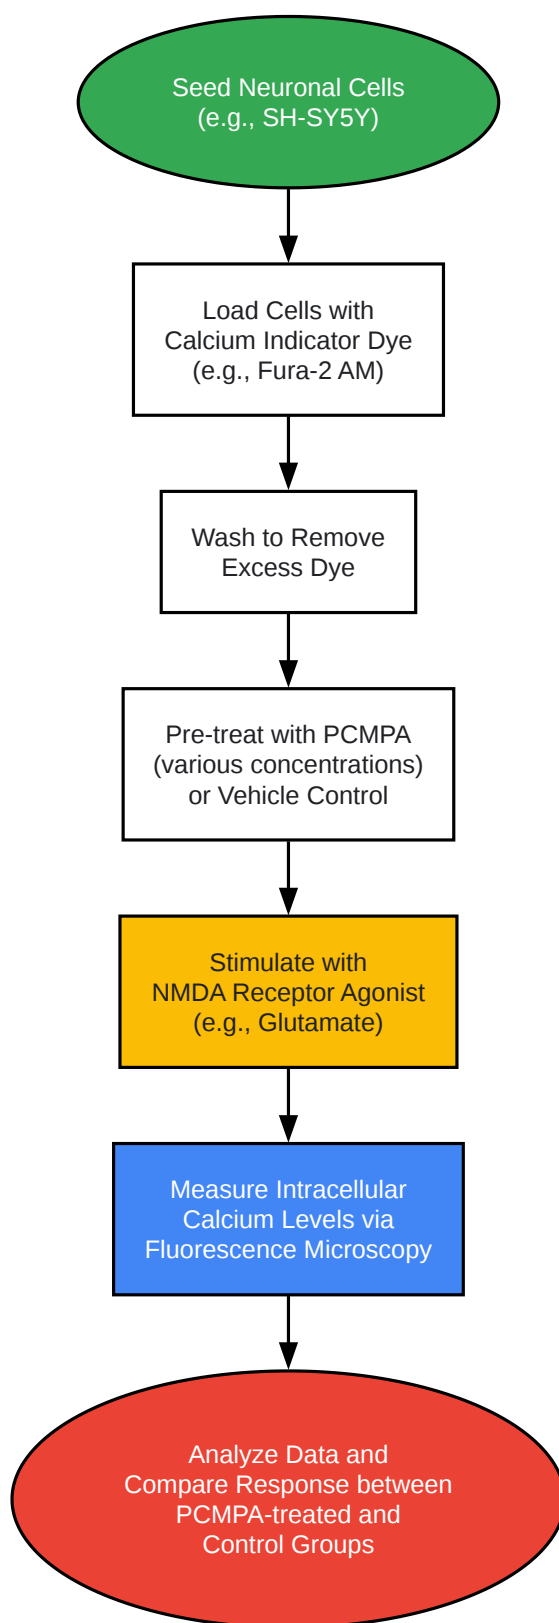 Seed Neuronal Cells
(e.g., SH-SY5Y)
Load Cells with
Calcium Indicator Dye
(e.g., Fura-2 AM)
Wash to Remove
Excess Dye
Pre-treat with PCMPA
(various concentrations)
or Vehicle Control
Stimulate with
NMDA Receptor Agonist
(e.g., Glutamate)
Measure Intracellular
Calcium Levels via
Fluorescence Microscopy
Analyze Data and
Compare Response between
PCMPA-treated and
Control Groups